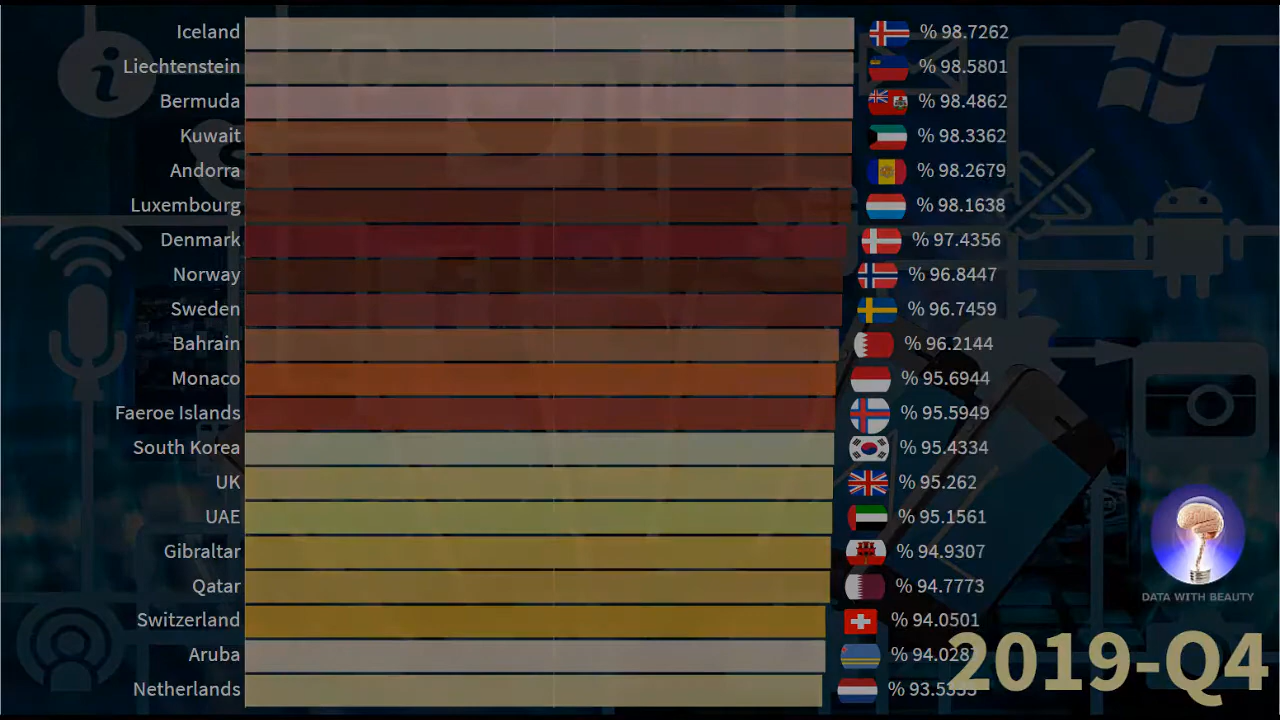 Iceland % 98.7262
Liechtenstein % 98.5801
Bermuda % 98.4862
Kuwait % 98.3362
Andorra % 98.2679
Luxembourg % 98.1638
Denmark % 97.4356
Norway % 96.8447
Sweden % 96.7459
Bahrain % 96.2144
Monaco % 95.6944
Faeroe Islands % 95.5949
South Korea % 95.4334
UK % 95.262
UAE % 95.1561
Gibraltar % 94.9307
Qatar % 94.7773
Switzerland % 94.0501
Aruba % 94.0287
Netherlands %
DATA WITH BEAUTY
2019-Q4